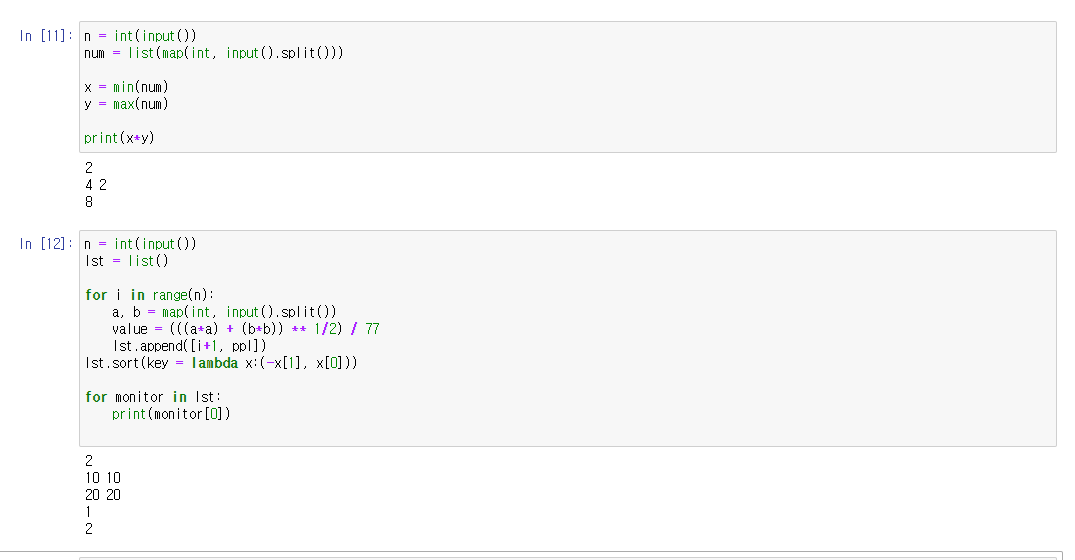 In [11]: n = int(input())
num = list(map(int, input().split()))
x = min(num)
y = max(num)
print(x*y)
2
4 2
8
In [12]: n = int(input())
lst = list()
for i in range(n):
    a, b = map(int, input().split())
    value = (((a*a) + (b*b)) ** 1/2) / 77
    lst.append([i+1, ppl])
lst.sort(key = lambda x:(-x[1], x[0]))
for monitor in lst:
    print(monitor[0])
2
10 10
20 20
1
2